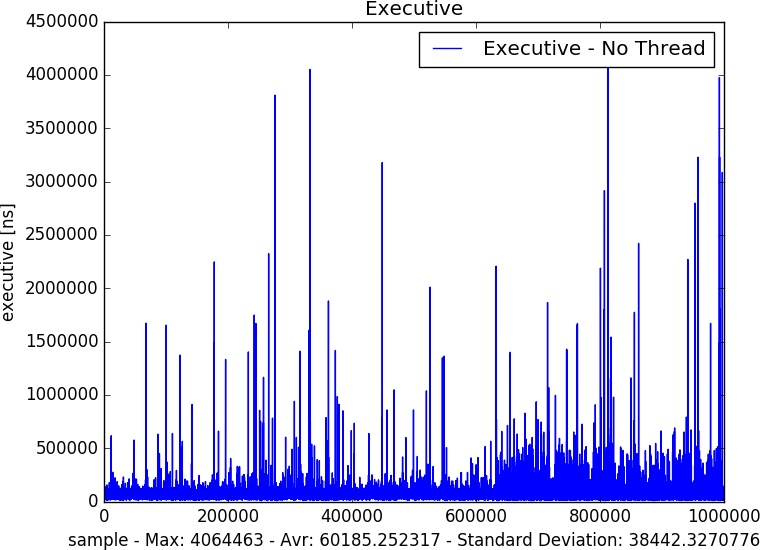 Executive
4500000
Executive - No Thread
4000000
3500000
3000000
2500000
executive [ns]
2000000
1500000
1000000
500000
0
0 200000 400000 600000 800000 1000000
sample - Max: 4064463 - Avr: 60185.252317 - Standard Deviation: 38442.3270776